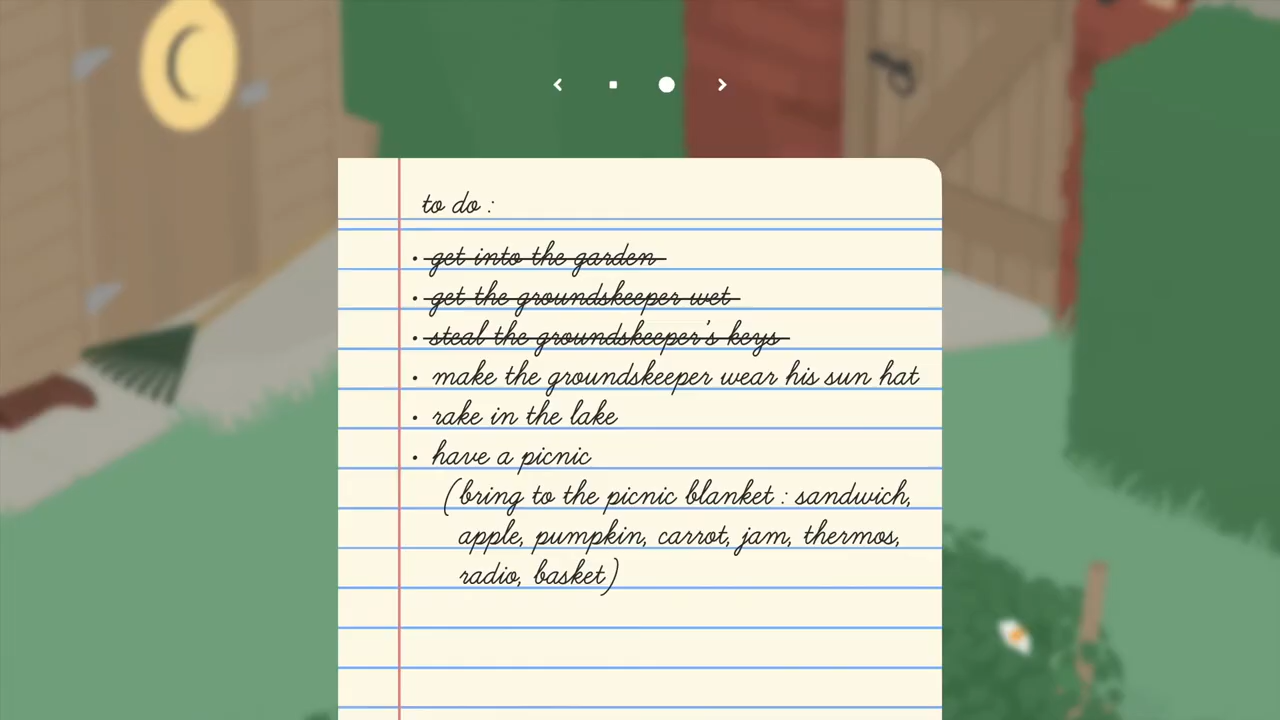 to do :
• get into the garden
• get the groundskeeper wet
• steal the groundskeeper's keys
• make the groundskeeper wear his sun hat
• rake in the lake
• have a picnic
(bring to the picnic blanket : sandwich,
apple, pumpkin, carrot, jam, thermos,
radio, basket)